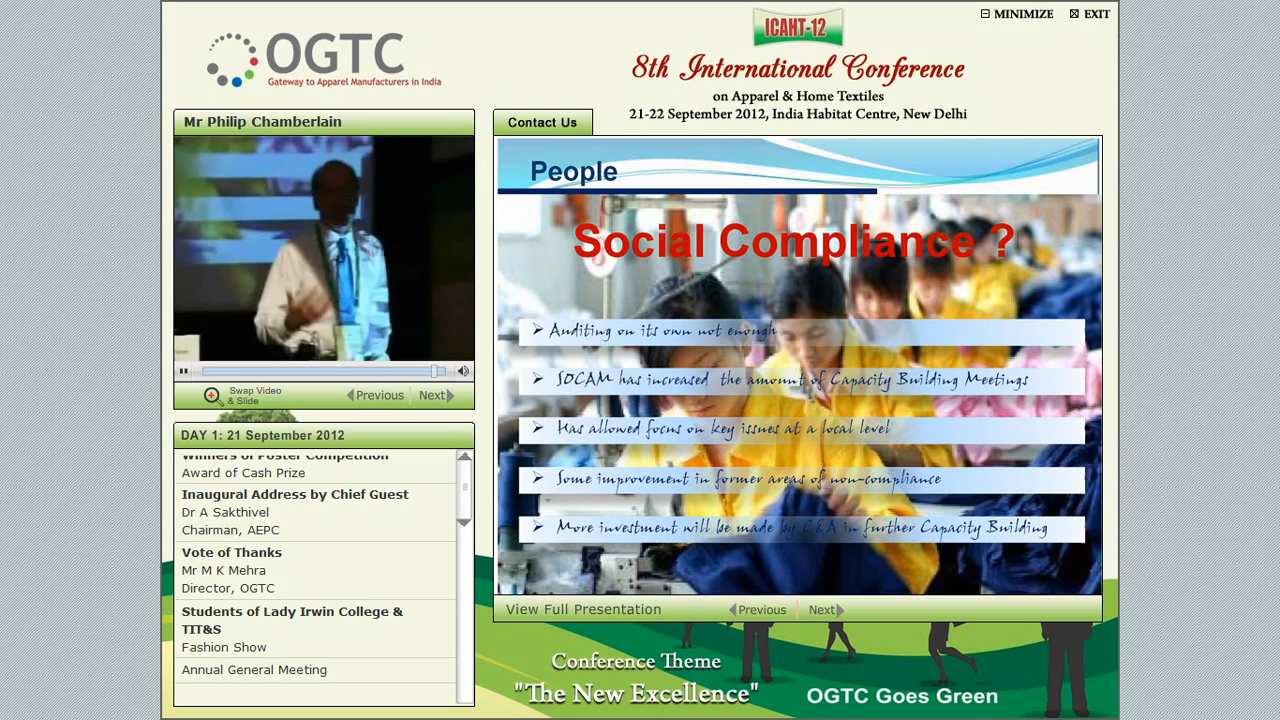 MINIMIZE EXIT
ICAHT-12
OGTC
Gateway to Apparel Manufacturers in India
8th International Conference
on Apparel & Home Textiles
21-22 September 2012, India Habitat Centre, New Delhi
Mr Philip Chamberlain
Contact Us
People
Social Compliance ?
Auditing on its own not enough
SOCAM has increased the amount of Capacity Building Meetings
Has allowed focus on key issues at a local level
Some improvement in former areas of non-compliance
More investment will be made by C&A in further Capacity Building
View Full Presentation Previous Next
Swap Video
& Slide
Previous Next
DAY 1: 21 September 2012
Winners of Poster Competition
Award of Cash Prize
Inaugural Address by Chief Guest
Dr A Sakthivel
Chairman, AEPC
Vote of Thanks
Mr M K Mehra
Director, OGTC
Students of Lady Irwin College &
TIT&S
Fashion Show
Annual General Meeting
Conference Theme
"The New Excellence"
OGTC Goes Green